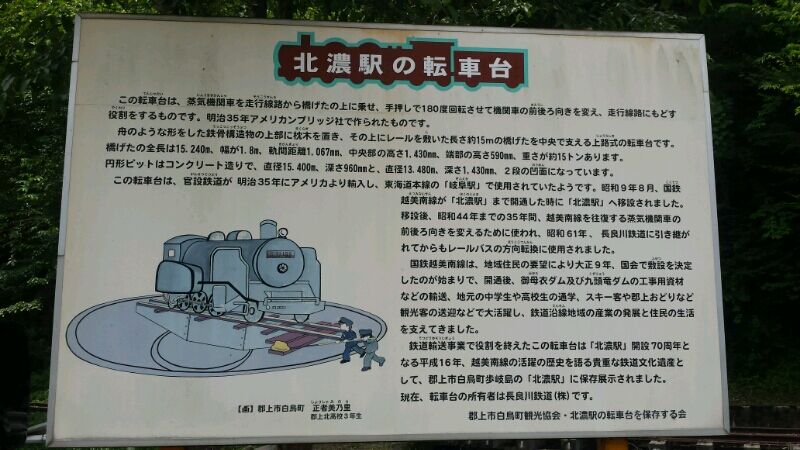 北濃駅の転車台
この転車台は、蒸気機関車を走行線路から橋げたの上に乗せ、手押しで180度回転させて機関車の前後ろ向きを変え、走行線路にもどす
役割をするものです。明治35年アメリカンブリッジ社で作られたものです。
舟のような形をした鉄骨構造物の上部に枕木を置き、その上にレールを敷いた長さ約15mの橋げたを中央で支える上路式の転車台です。
橋げたの全長は15.240m、幅が1.8m、軌間距離1,067mm、中央部の高さ1,430mm、端部の高さ590mm、重さが約15トンあります。
円形ピットはコンクリート造りで、直径15.400m、深さ960mmと、直径13.480m、深さ1,430mm、2段の凹面になっています。
この転車台は、官設鉄道が 明治35年にアメリカより輸入し、東海道本線の「岐阜駅」で使用されていたようです。昭和9年8月、国鉄
越美南線が「北濃駅」まで開通した時に「北濃駅」へ移設されました。
移設後、昭和44年までの35年間、越美南線を往復する蒸気機関車の
前後ろ向きを変えるために使われ、昭和61年、長良川鉄道に引き継が
れてからもレールバスの方向転換に使用されました。
国鉄越美南線は、地域住民の要望により大正9年、国会で敷設を決定
したのが始まりで、開通後、御母衣ダム及び九頭竜ダムの工事用資材
などの輸送、地元の中学生や高校生の通学、スキー客や郡上おどりなど
観光客の送迎などで大活躍し、鉄道沿線地域の産業の発展と住民の生活
を支えてきました。
鉄道輸送事業で役割を終えたこの転車台は「北濃駅」開設70周年と
なる平成16年、越美南線の活躍の歴史を語る貴重な鉄道文化遺産と
して、郡上市白鳥町歩岐島の「北濃駅」に保存展示されました。
現在、転車台の所有者は長良川鉄道(株)です。
【画】郡上市白鳥町 正者美乃里
郡上北高校3年生
郡上市白鳥町観光協会・北濃駅の転車台を保存する会